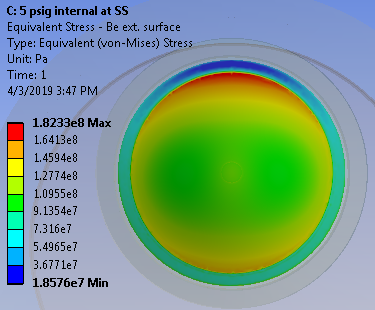 C: 5 psig internal at SS
Equivalent Stress - Be ext. surface
Type: Equivalent (von-Mises) Stress
Unit: Pa
Time: 1
4/3/2019 3:47 PM
1.8233e8 Max
1.6413e8
1.4594e8
1.2774e8
1.0955e8
9.1354e7
7.316e7
5.4965e7
3.6771e7
1.8576e7 Min